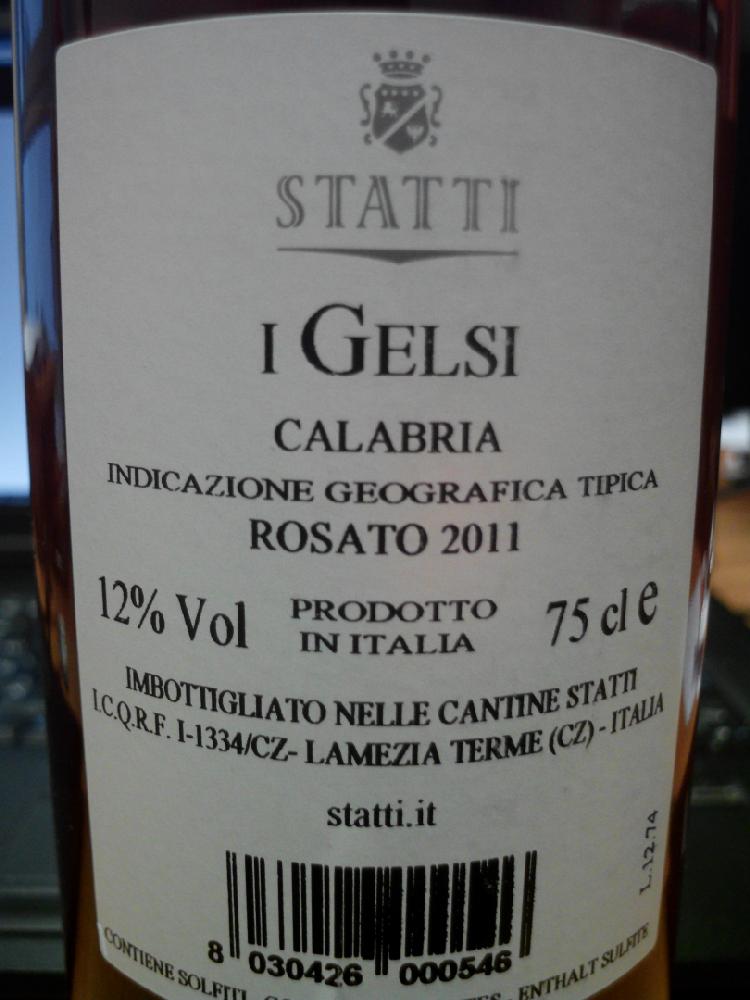 STATTI
I GELSI
CALABRIA
INDICAZIONE GEOGRAFICA TIPICA
ROSATO 2011
12% Vol PRODOTTO IN ITALIA 75 cl e
IMBOTTIGLIATO NELLE CANTINE STATTI
I.C.Q.R.F. I-1334/CZ- LAMEZIA TERME (CZ) - ITALIA
statti.it
L.12.74
8 030426 000546
CONTIENE SOLFITI ENTHALT SULFITE